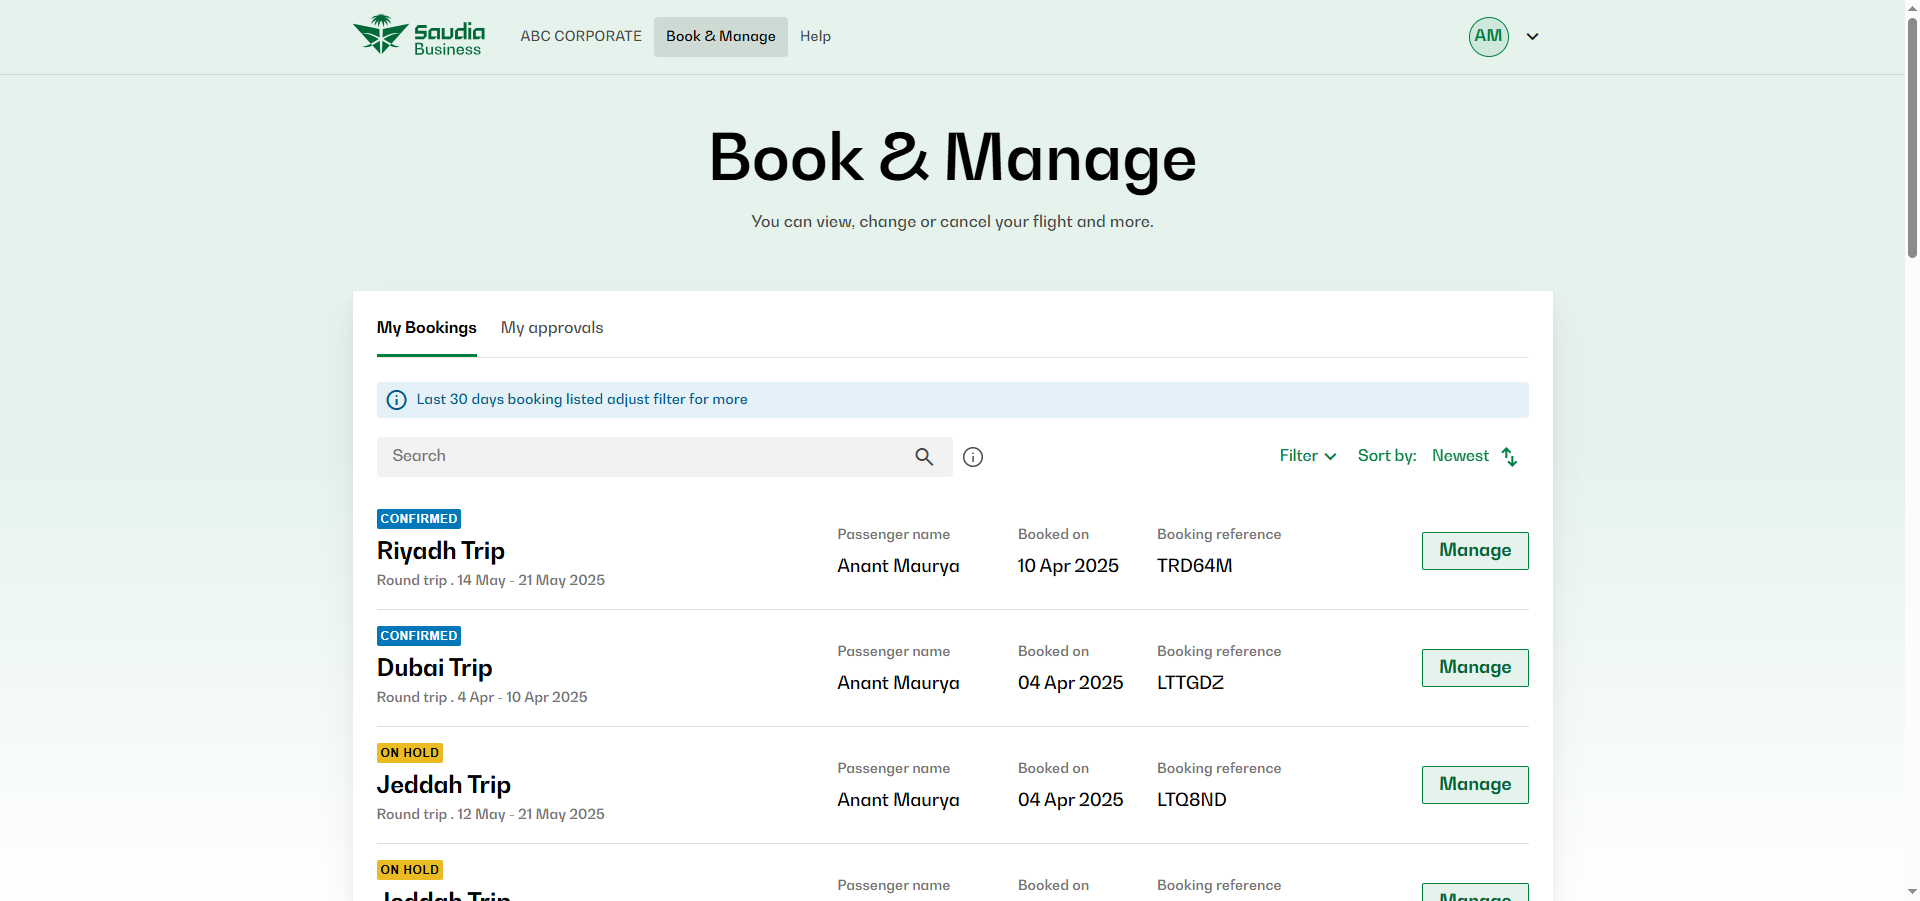 Saudia
Business
ABC CORPORATE
Book & Manage
Help
AM
Book & Manage
You can view, change or cancel your flight and more.
My Bookings
My approvals
Last 30 days booking listed adjust filter for more
Search
Filter
Sort by:
Newest
CONFIRMED
Riyadh Trip
Round trip . 14 May - 21 May 2025
Passenger name
Anant Maurya
Booked on
10 Apr 2025
Booking reference
TRD64M
Manage
CONFIRMED
Dubai Trip
Round trip . 4 Apr - 10 Apr 2025
Passenger name
Anant Maurya
Booked on
04 Apr 2025
Booking reference
LTTGDZ
Manage
ON HOLD
Jeddah Trip
Round trip . 12 May - 21 May 2025
Passenger name
Anant Maurya
Booked on
04 Apr 2025
Booking reference
LTQ8ND
Manage
ON HOLD
Jeddah Trip
Passenger name
Booked on
Booking reference
Manage